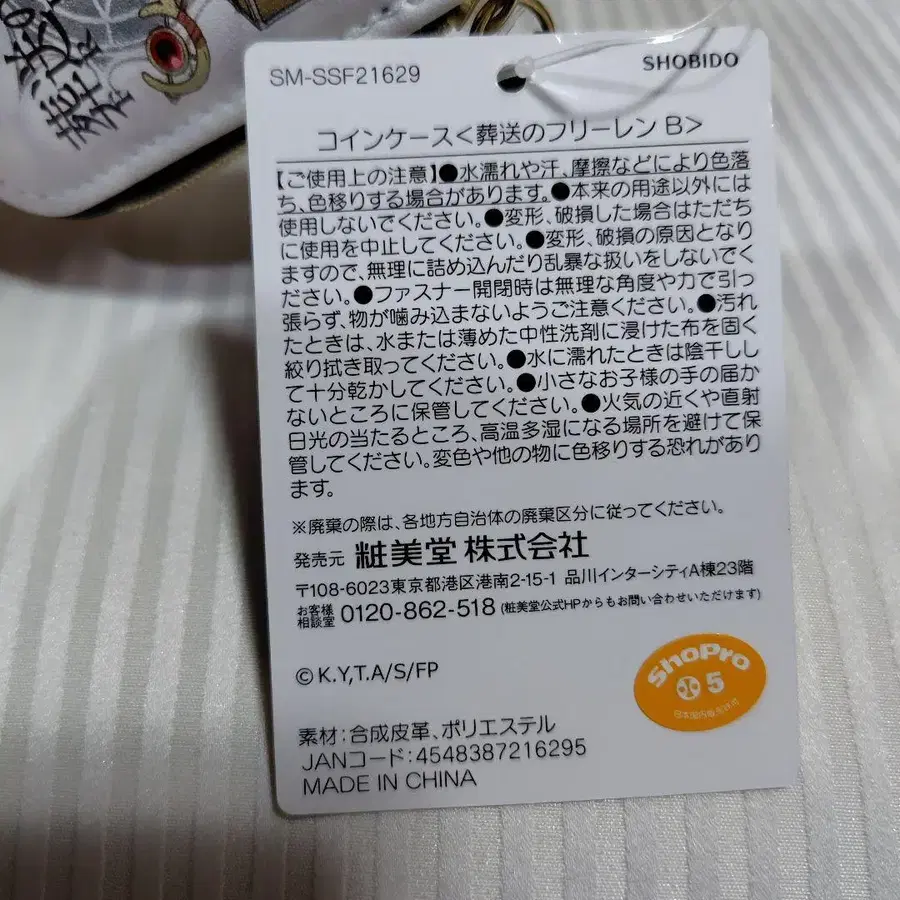 葬送
SM-SSF21629
SHOBIDO
コインケース<葬送のフリーレン B>
【ご使用上の注意】●水濡れや汗、摩擦などにより色落
ち、色移りする場合があります。●本来の用途以外には
使用しないでください。●変形、破損した場合はただち
に使用を中止してください。●変形、破損の原因となり
ますので、無理に詰め込んだり乱暴な扱いをしないでく
ださい。●ファスナー開閉時は無理な角度や力で引っ
張らず、物が噛み込まないようご注意ください。●汚れ
たときは、水または薄めた中性洗剤に浸けた布を固く
絞り拭き取ってください。●水に濡れたときは陰干しし
て十分乾かしてください。●小さなお子様の手の届か
ないところに保管してください。●火気の近くや直射
日光の当たるところ、高温多湿になる場所を避けて保
管してください。変色や他の物に色移りする恐れがあり
ます。
※廃棄の際は、各地方自治体の廃棄区分に従ってください。
発売元 粧美堂 株式会社
〒108-6023東京都港区港南2-15-1 品川インターシティA棟23階
お客様相談室 0120-862-518 (粧美堂公式HPからもお問い合わせいただけます)
©K.Y,T.A/S/FP
ShoPro
5
素材:合成皮革、ポリエステル
JANコード:4548387216295
MADE IN CHINA